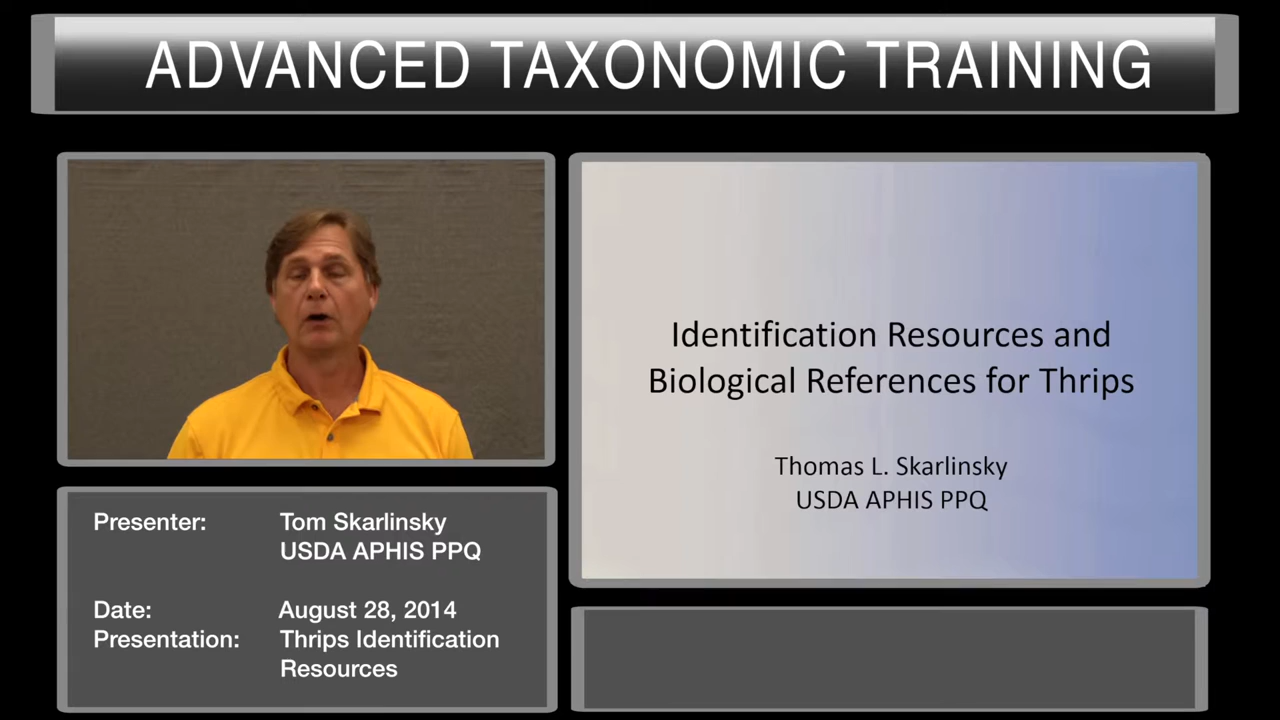 ADVANCED TAXONOMIC TRAINING
Identification Resources and
Biological References for Thrips
Thomas L. Skarlinsky
USDA APHIS PPQ
Presenter: Tom Skarlinsky
USDA APHIS PPQ
Date: August 28, 2014
Presentation: Thrips Identification
Resources